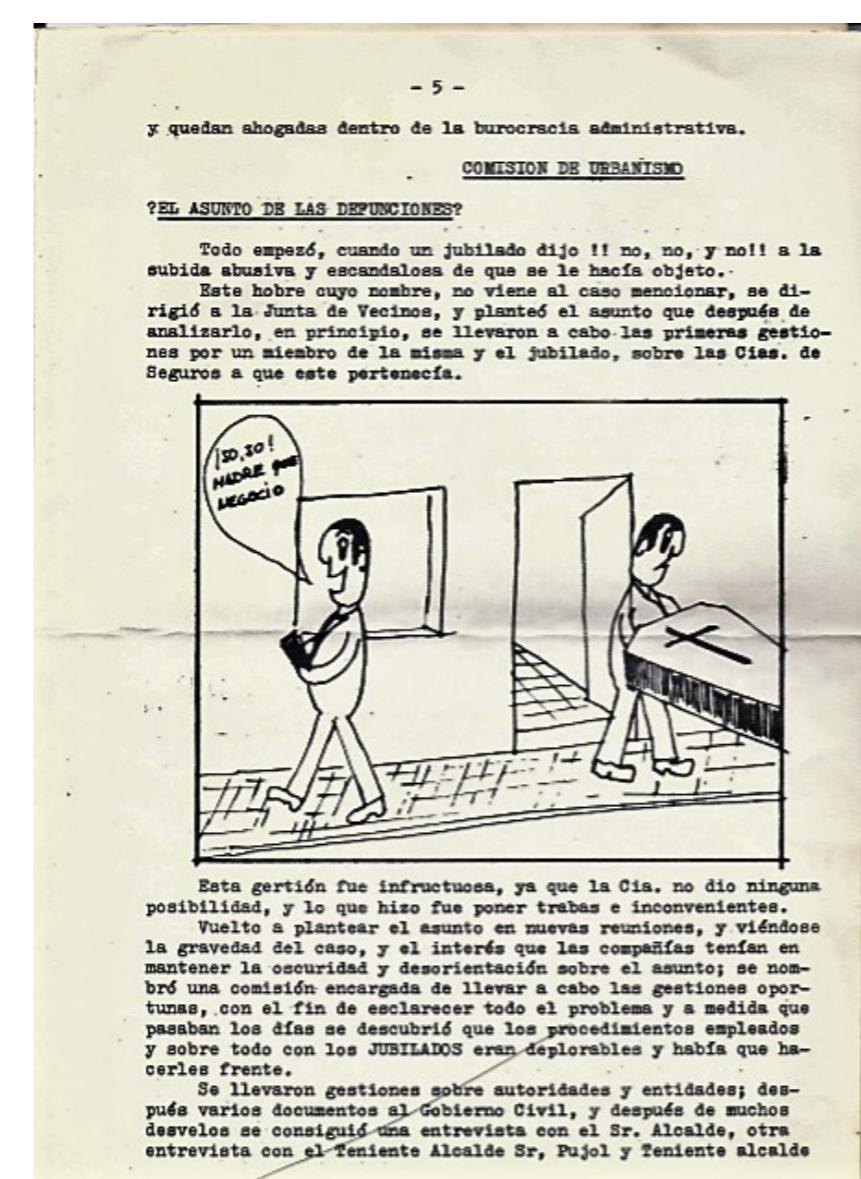 - 5 -
y quedan ahogadas dentro de la burocracia administrativa.
COMISION DE URBANISMO
?EL ASUNTO DE LAS DEFUNCIONES?
Todo empezó, cuando un jubilado dijo !! no, no, y no!! a la
subida abusiva y escandalosa de que se le hacía objeto.
Este hobre cuyo nombre, no viene al caso mencionar, se di-
rigió a la Junta de Vecinos, y planteó el asunto que después de
analizarlo, en principio, se llevaron a cabo las primeras gestio-
nes por un miembro de la misma y el jubilado, sobre las Cias. de
Seguros a que este pertenecía.
¡SO,SO!
MADRE que
NEGOCIO
Esta gertión fue infructuosa, ya que la Cia. no dio ninguna
posibilidad, y lo que hizo fue poner trabas e inconvenientes.
Vuelto a plantear el asunto en nuevas reuniones, y viéndose
la gravedad del caso, y el interés que las compañías tenían en
mantener la oscuridad y desorientación sobre el asunto; se nom-
bró una comisión encargada de llevar a cabo las gestiones opor-
tunas, con el fin de esclarecer todo el problema y a medida que
pasaban los días se descubrió que los procedimientos empleados
y sobre todo con los JUBILADOS eran deplorables y había que ha-
cerles frente.
Se llevaron gestiones sobre autoridades y entidades; des-
pués varios documentos al Gobierno Civil, y después de muchos
desvelos se consiguió una entrevista con el Sr. Alcalde, otra
entrevista con el Teniente Alcalde Sr, Pujol y Teniente alcalde